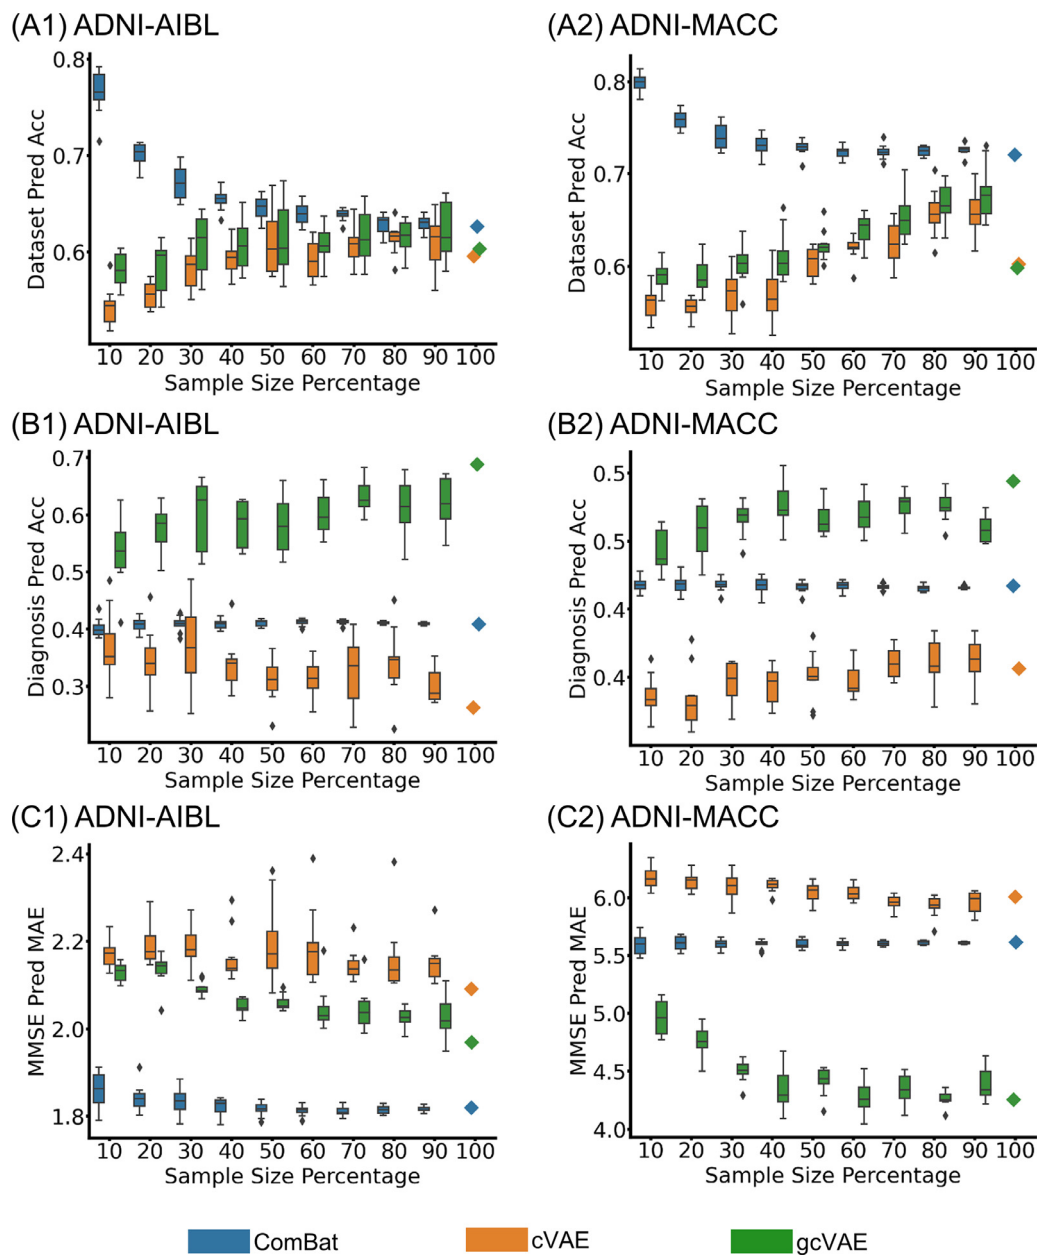 (A1) ADNI-AIBL
(A2) ADNI-MACC
Dataset Pred Acc
0.8
0.7
0.6
10 20 30 40 50 60 70 80 90 100
Sample Size Percentage
Dataset Pred Acc
0.8
0.7
0.6
10 20 30 40 50 60 70 80 90 100
Sample Size Percentage
(B1) ADNI-AIBL
(B2) ADNI-MACC
Diagnosis Pred Acc
0.7
0.6
0.5
0.4
0.3
10 20 30 40 50 60 70 80 90 100
Sample Size Percentage
Diagnosis Pred Acc
0.5
0.5
0.4
0.4
10 20 30 40 50 60 70 80 90 100
Sample Size Percentage
(C1) ADNI-AIBL
(C2) ADNI-MACC
MMSE Pred MAE
2.4
2.2
2.0
1.8
10 20 30 40 50 60 70 80 90 100
Sample Size Percentage
MMSE Pred MAE
6.0
5.5
5.0
4.5
4.0
10 20 30 40 50 60 70 80 90 100
Sample Size Percentage
ComBat
cVAE
gcVAE